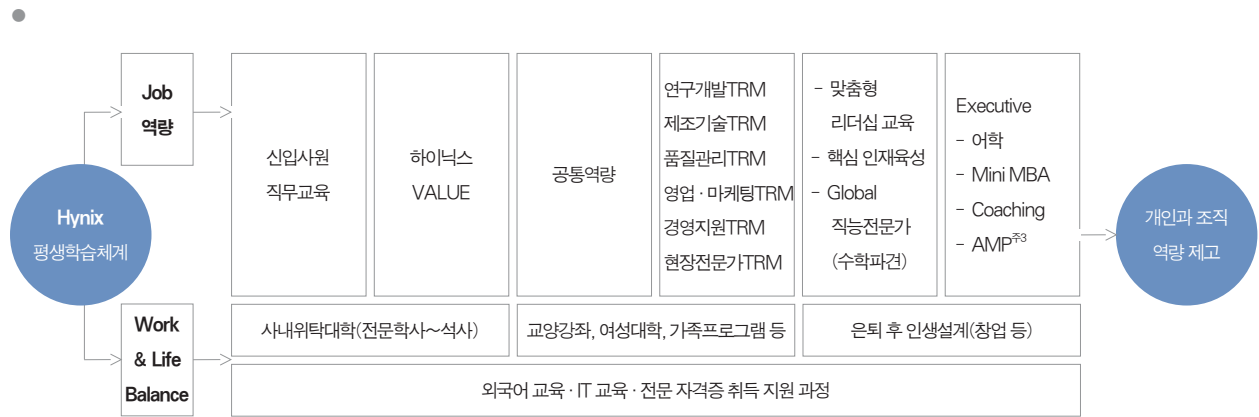 Hynix
평생학습체계
Job
역량
신입사원
직무교육
하이닉스
VALUE
공통역량
연구개발TRM
제조기술TRM
품질관리TRM
영업 · 마케팅TRM
경영지원TRM
현장전문가TRM
- 맞춤형
리더십 교육
- 핵심 인재육성
- Global
직능전문가
(수학파견)
Executive
- 어학
- Mini MBA
- Coaching
- AMP주3
Work
& Life
Balance
사내위탁대학(전문학사~석사)
교양강좌, 여성대학, 가족프로그램 등
은퇴 후 인생설계(창업 등)
외국어 교육 · IT 교육 · 전문 자격증 취득 지원 과정
개인과 조직
역량 제고